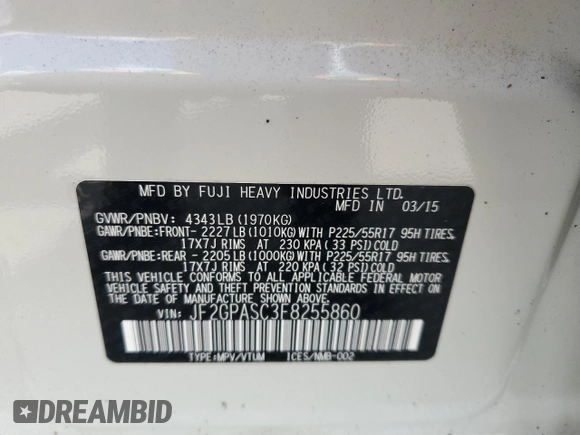 MFD BY FUJI HEAVY INDUSTRIES LTD.
MFD IN 03/15
GVWR/PNBV: 4343LB (1970KG)
GAWR/PNBE:FRONT- 2227LB (1010KG) WITH P225/55R17 95H TIRES,
17X7J RIMS AT 230 KPA (33 PSI) COLD
GAWR/PNBE:REAR - 2205LB (1000KG) WITH P225/55R17 95H TIRES,
17X7J RIMS AT 220 KPA (32 PSI) COLD
THIS VEHICLE CONFORMS TO ALL APPLICABLE FEDERAL MOTOR
VEHICLE SAFETY AND THEFT PREVENTION STANDARDS IN EFFECT
ON THE DATE OF MANUFACTURE SHOWN ABOVE.
VIN: JF2GPASC3F8255860
TYPE:MPV/VTUM ICES/NMB-002
DREAMBID